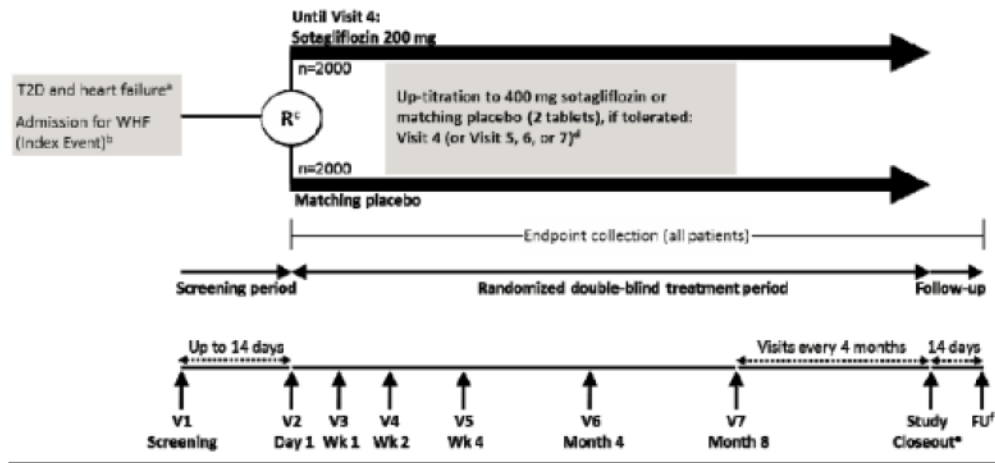 Until Visit 4:
Sotagliflozin 200 mg
n=2000
T2D and heart failureᵃ
Admission for WHF
(Index Event)ᵇ
Rᶜ
Up-titration to 400 mg sotagliflozin or
matching placebo (2 tablets), if tolerated:
Visit 4 (or Visit 5, 6, or 7)ᵈ
n=2000
Matching placebo
Endpoint collection (all patients)
Screening period
Randomized double-blind treatment period
Follow-up
Up to 14 days
Visits every 4 months
14 days
V1
Screening
V2
Day 1
V3
Wk 1
V4
Wk 2
V5
Wk 4
V6
Month 4
V7
Month 8
Study
Closeoutᵉ
FUᶠ